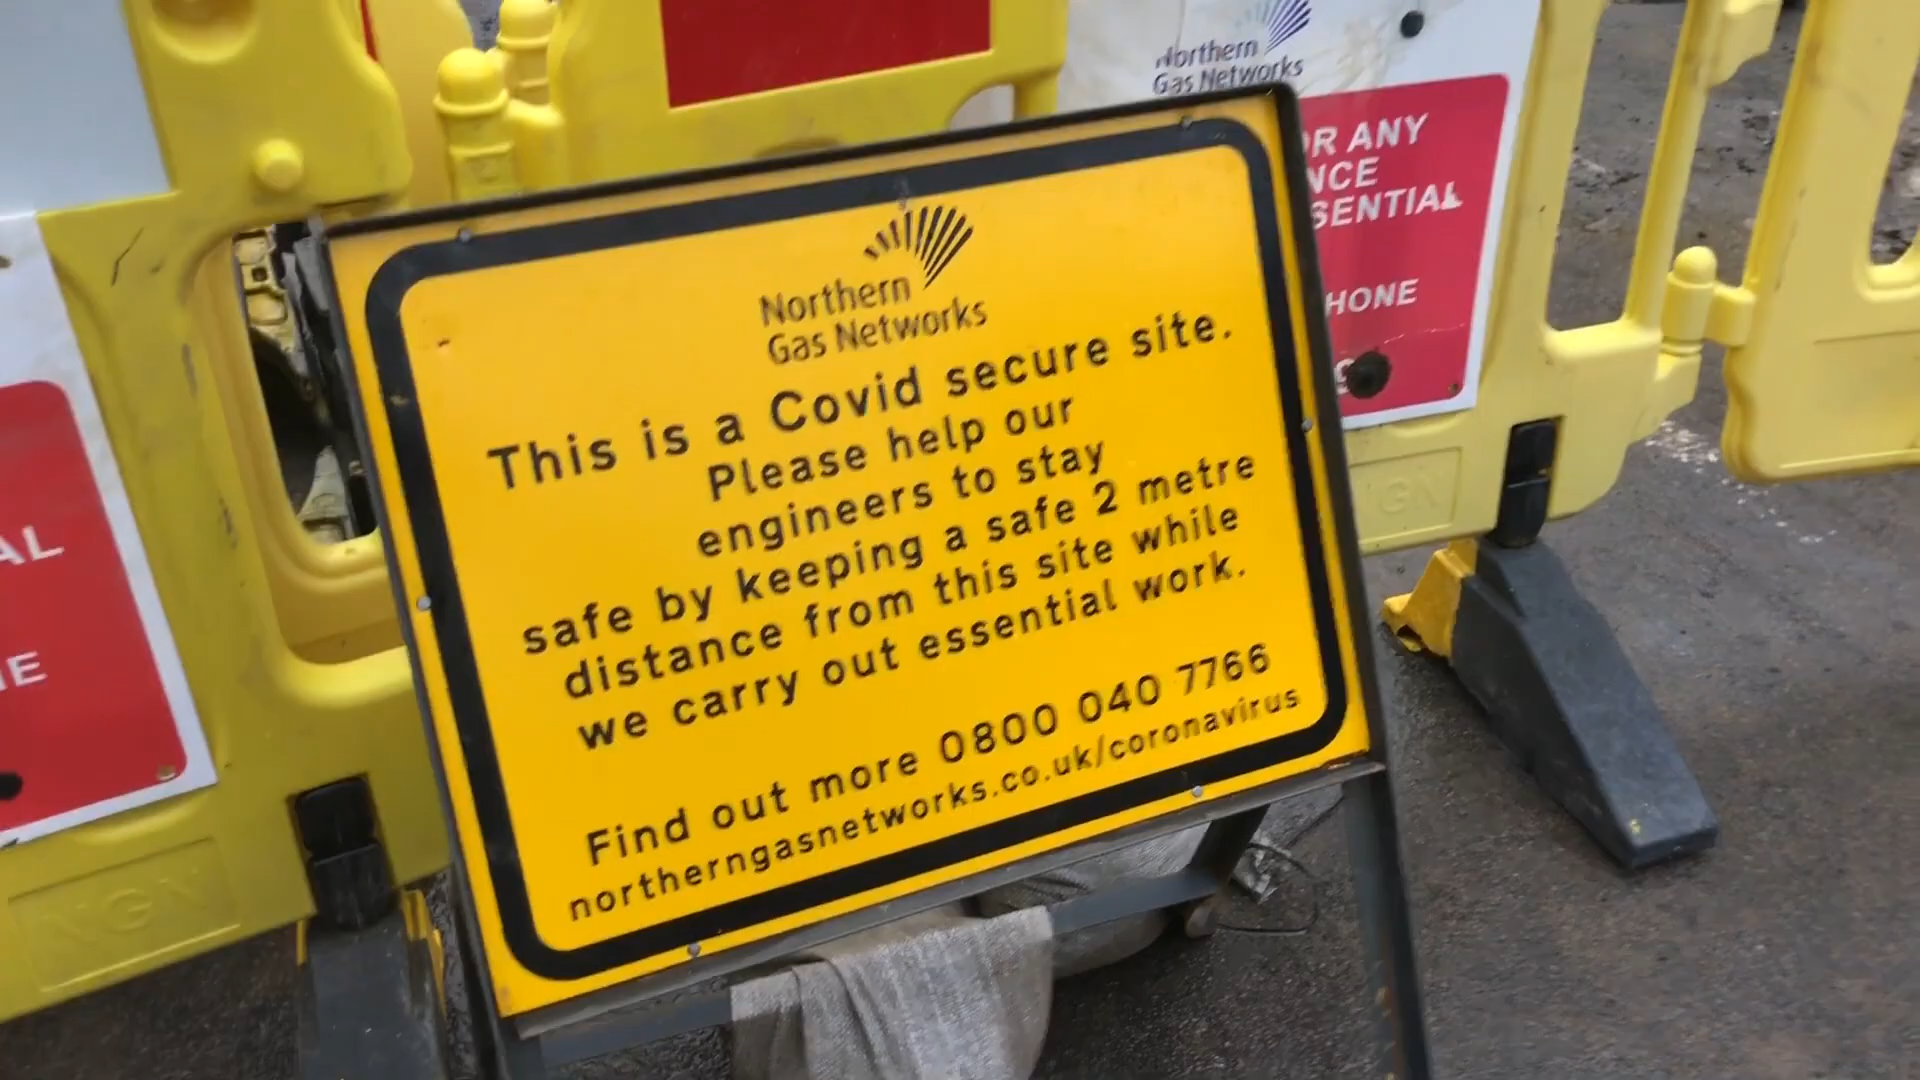 Northern
Gas Networks
This is a Covid secure site.
Please help our
engineers to stay
safe by keeping a safe 2 metre
distance from this site while
we carry out essential work.
Find out more 0800 040 7766
northerngasnetworks.co.uk/coronavirus
Northern
Gas Networks
OR ANY
NCE
SENTIAL
HONE
AL
NE
NGN
NGN